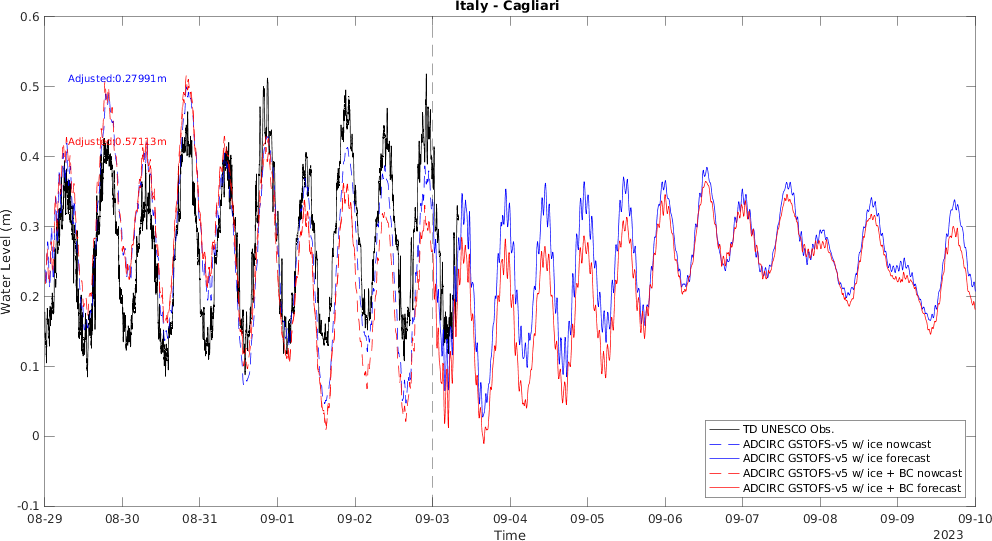 Italy - Cagliari
Water Level (m)
0.6
0.5
0.4
0.3
0.2
0.1
0
-0.1
Adjusted:0.27991m
Adjusted:0.57113m
TD UNESCO Obs.
ADCIRC GSTOFS-v5 w/ ice nowcast
ADCIRC GSTOFS-v5 w/ ice forecast
ADCIRC GSTOFS-v5 w/ ice + BC nowcast
ADCIRC GSTOFS-v5 w/ ice + BC forecast
08-29 08-30 08-31 09-01 09-02 09-03 09-04 09-05 09-06 09-07 09-08 09-09 09-10
Time
2023